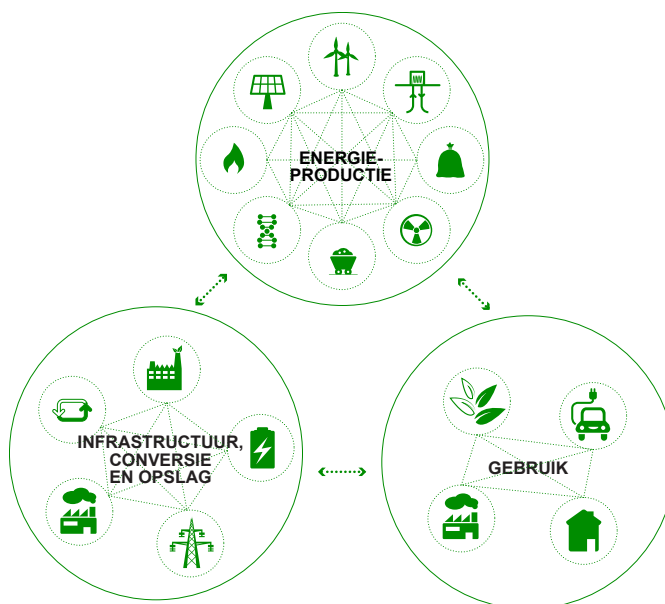 ENERGIE-
PRODUCTIE
INFRASTRUCTUUR,
CONVERSIE
EN OPSLAG
GEBRUIK